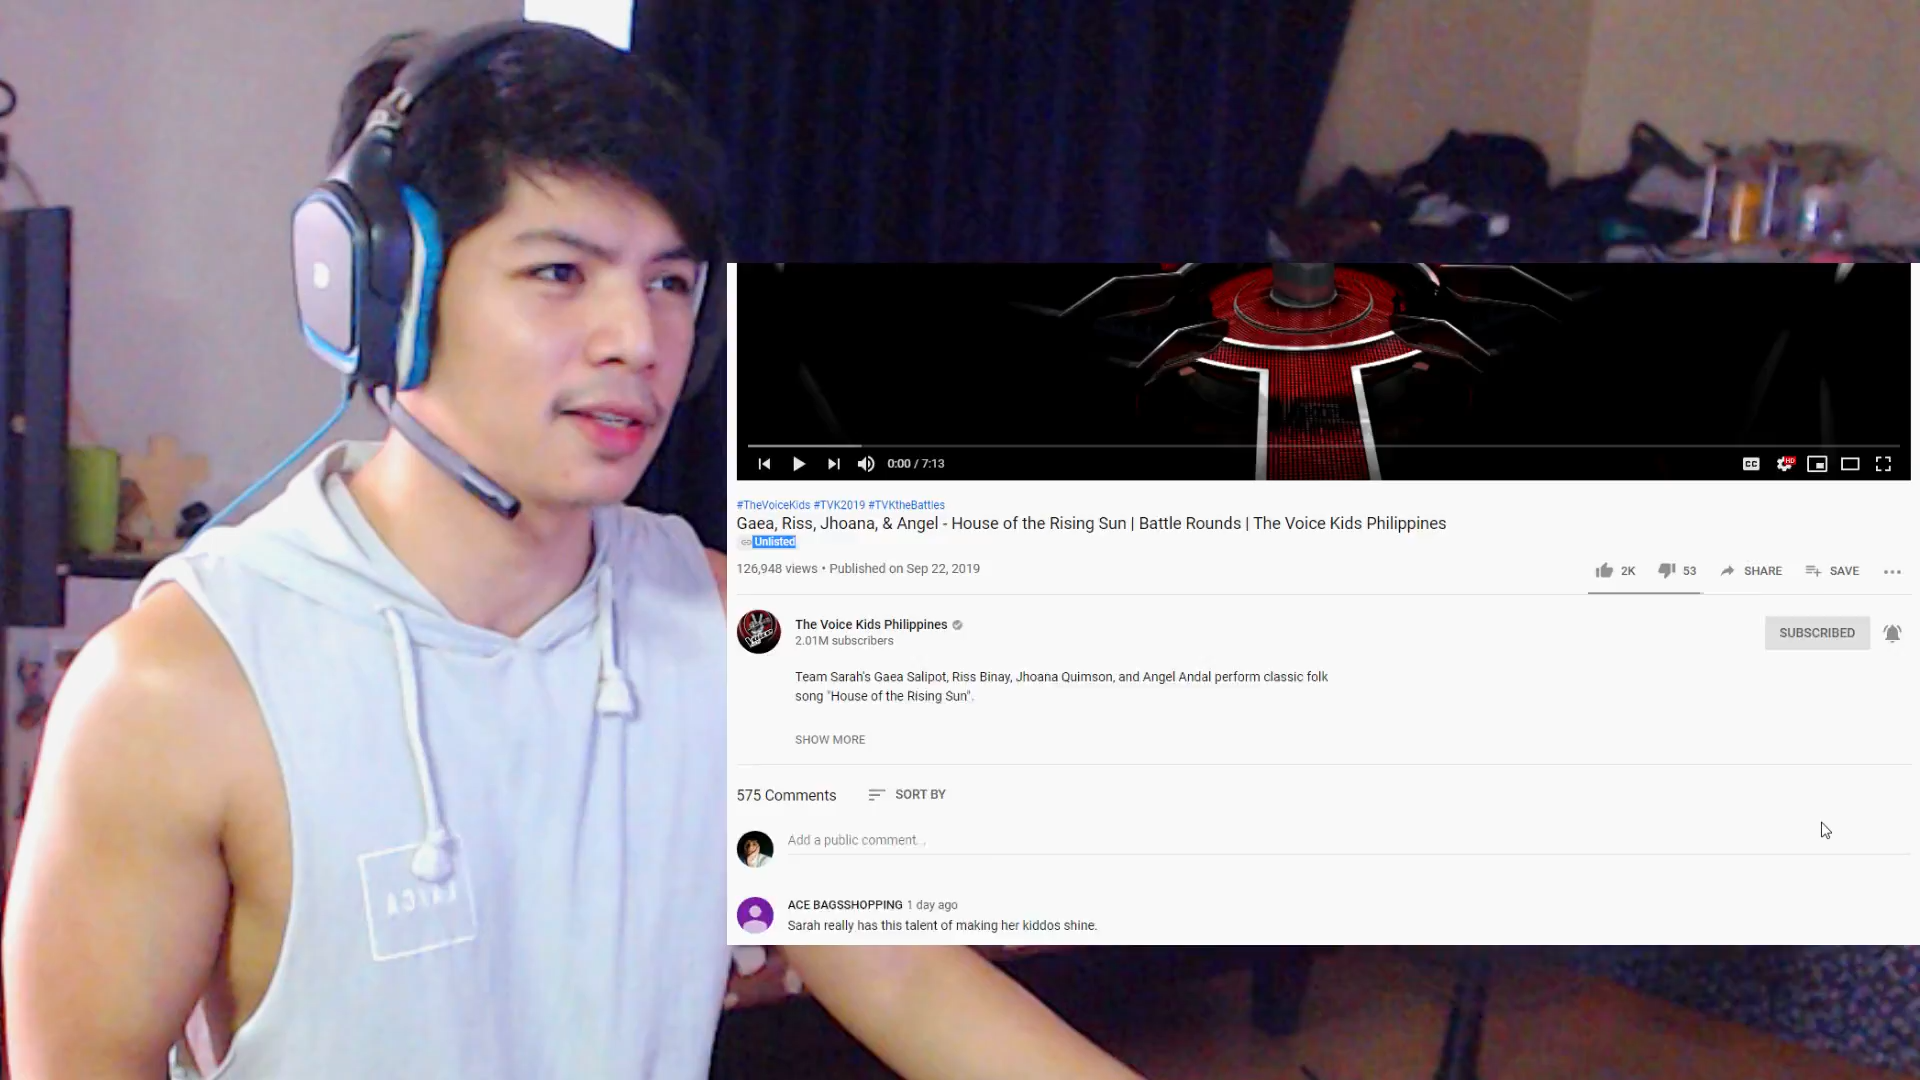 0:00 / 7:13
CC
HD
#TheVoiceKids #TVK2019 #TVKtheBattles
Gaea, Riss, Jhoana, & Angel - House of the Rising Sun | Battle Rounds | The Voice Kids Philippines
Unlisted
126,948 views • Published on Sep 22, 2019
2K
53
SHARE
SAVE
The Voice Kids Philippines
2.01M subscribers
SUBSCRIBED
Team Sarah's Gaea Salipot, Riss Binay, Jhoana Quimson, and Angel Andal perform classic folk
song "House of the Rising Sun".
SHOW MORE
575 Comments
SORT BY
Add a public comment...
ACE BAGSSHOPPING 1 day ago
Sarah really has this talent of making her kiddos shine.